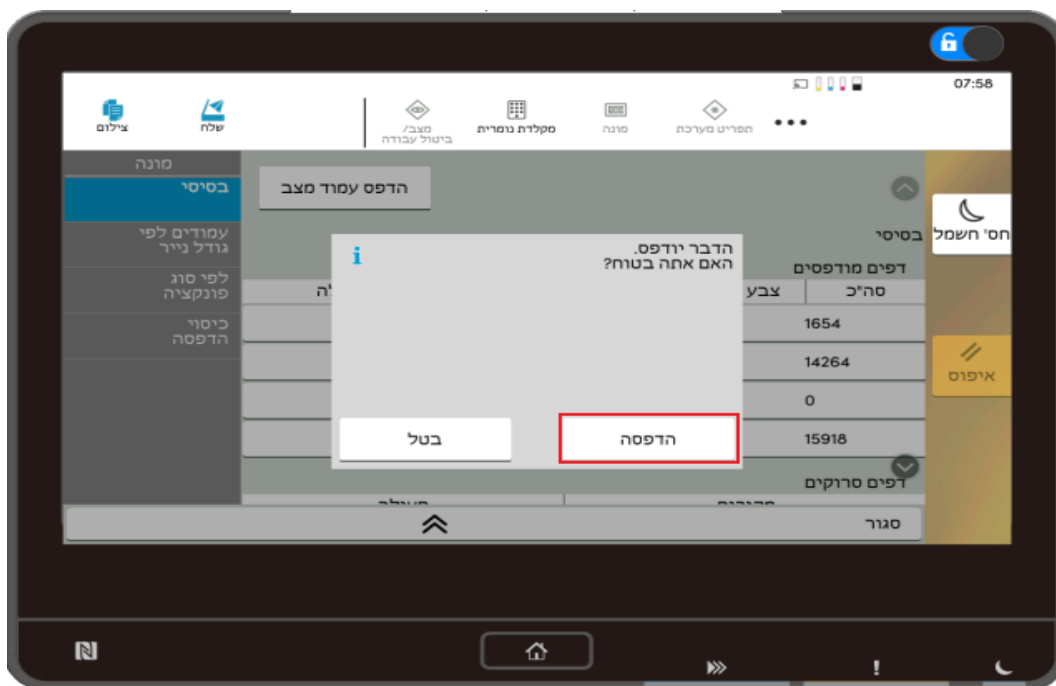 07:58
צילום
שלח
מצב/
ביטול עבודה
מקלדת נומרית
מונה
תפריט מערכת
מונה
בסיסי
עמודים לפי
גודל נייר
לפי סוג
פונקציה
כיסוי
הדפסה
הדפס עמוד מצב
בסיסי
דפים מודפסים
סה"כ
צבע
1654
14264
0
15918
דפים סרוקים
הדבר יודפס.
האם אתה בטוח?
הדפסה
בטל
סגור
חס' חשמל
איפוס